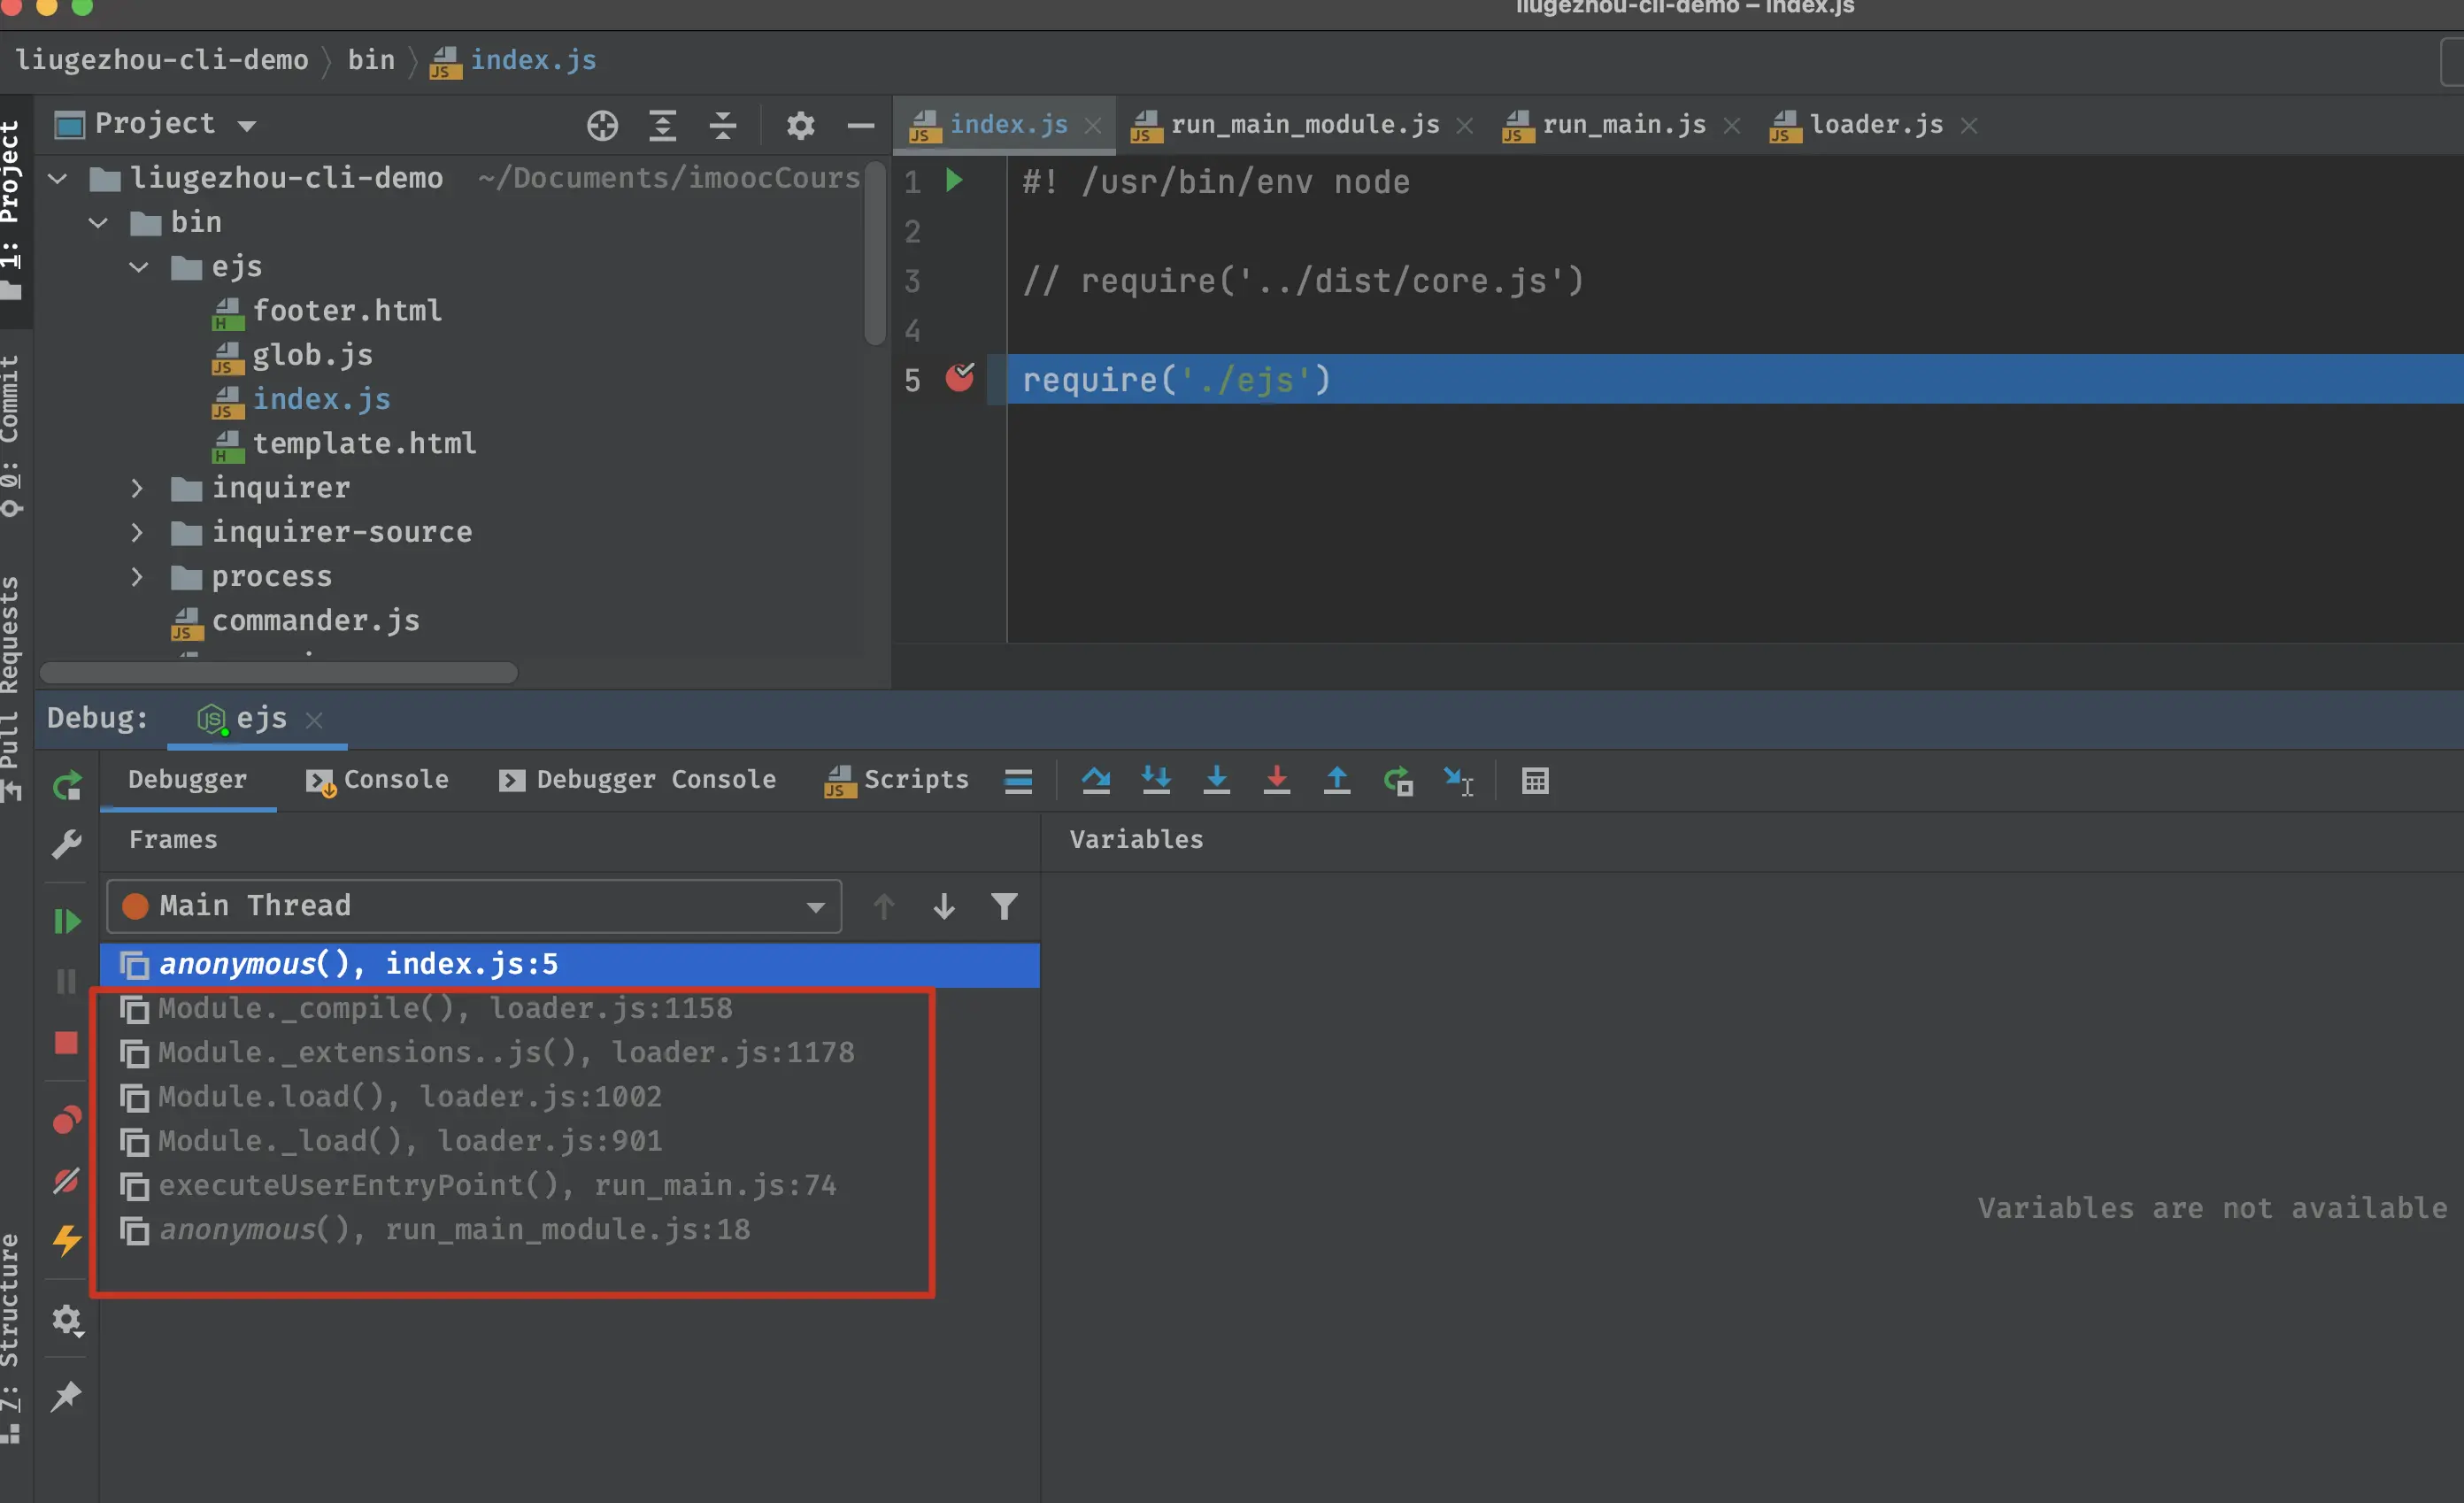 liugezhou-cli-demo – index.js
liugezhou-cli-demo bin index.js
Project
index.js run_main_module.js run_main.js loader.js
1: Project
0: Commit
Pull Requests
7: Structure
liugezhou-cli-demo ~/Documents/imoocCours
bin
ejs
footer.html
glob.js
index.js
template.html
inquirer
inquirer-source
process
commander.js
1 #! /usr/bin/env node
2
3 // require('../dist/core.js')
4
5 require('./ejs')
Debug: ejs
Debugger Console Debugger Console Scripts
Frames
Variables
Main Thread
anonymous(), index.js:5
Module._compile(), loader.js:1158
Module._extensions..js(), loader.js:1178
Module.load(), loader.js:1002
Module._load(), loader.js:901
executeUserEntryPoint(), run_main.js:74
anonymous(), run_main_module.js:18
Variables are not available